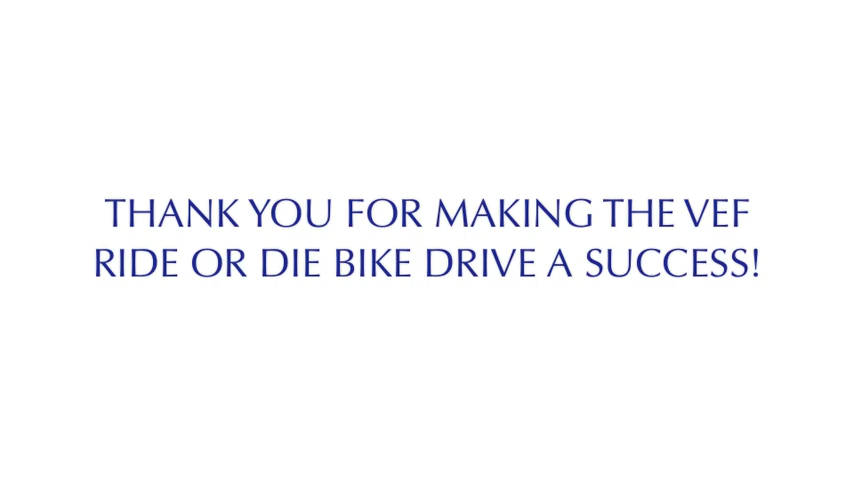 THANK YOU FOR MAKING THE VEF
RIDE OR DIE BIKE DRIVE A SUCCESS!